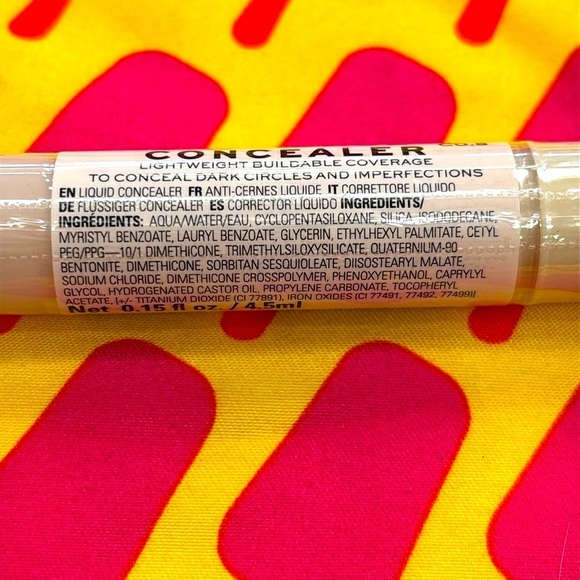 CONCEALER
LIGHTWEIGHT BUILDABLE COVERAGE
TO CONCEAL DARK CIRCLES AND IMPERFECTIONS
EN LIQUID CONCEALER FR ANTI-CERNES LIQUIDE IT CORRETTORE LIQUIDO
DE FLUSSIGER CONCEALER ES CORRECTOR LÍQUIDO INGREDIENTS/
INGRÉDIENTS: AQUA/WATER/EAU, CYCLOPENTASILOXANE, SILICA, ISODODECANE,
MYRISTYL BENZOATE, LAURYL BENZOATE, GLYCERIN, ETHYLHEXYL PALMITATE, CETYL
PEG/PPG—10/1 DIMETHICONE, TRIMETHYLSILOXYSILICATE, QUATERNIUM-90
BENTONITE, DIMETHICONE, SORBITAN SESQUIOLEATE, DIISOSTEARYL MALATE,
SODIUM CHLORIDE, DIMETHICONE CROSSPOLYMER, PHENOXYETHANOL, CAPRYLYL
GLYCOL, HYDROGENATED CASTOR OIL, PROPYLENE CARBONATE, TOCOPHERYL
ACETATE, [+/- TITANIUM DIOXIDE (CI 77891), IRON OXIDES (CI 77491, 77492, 77499)]
Net 0.15 fl oz. / 4.5ml